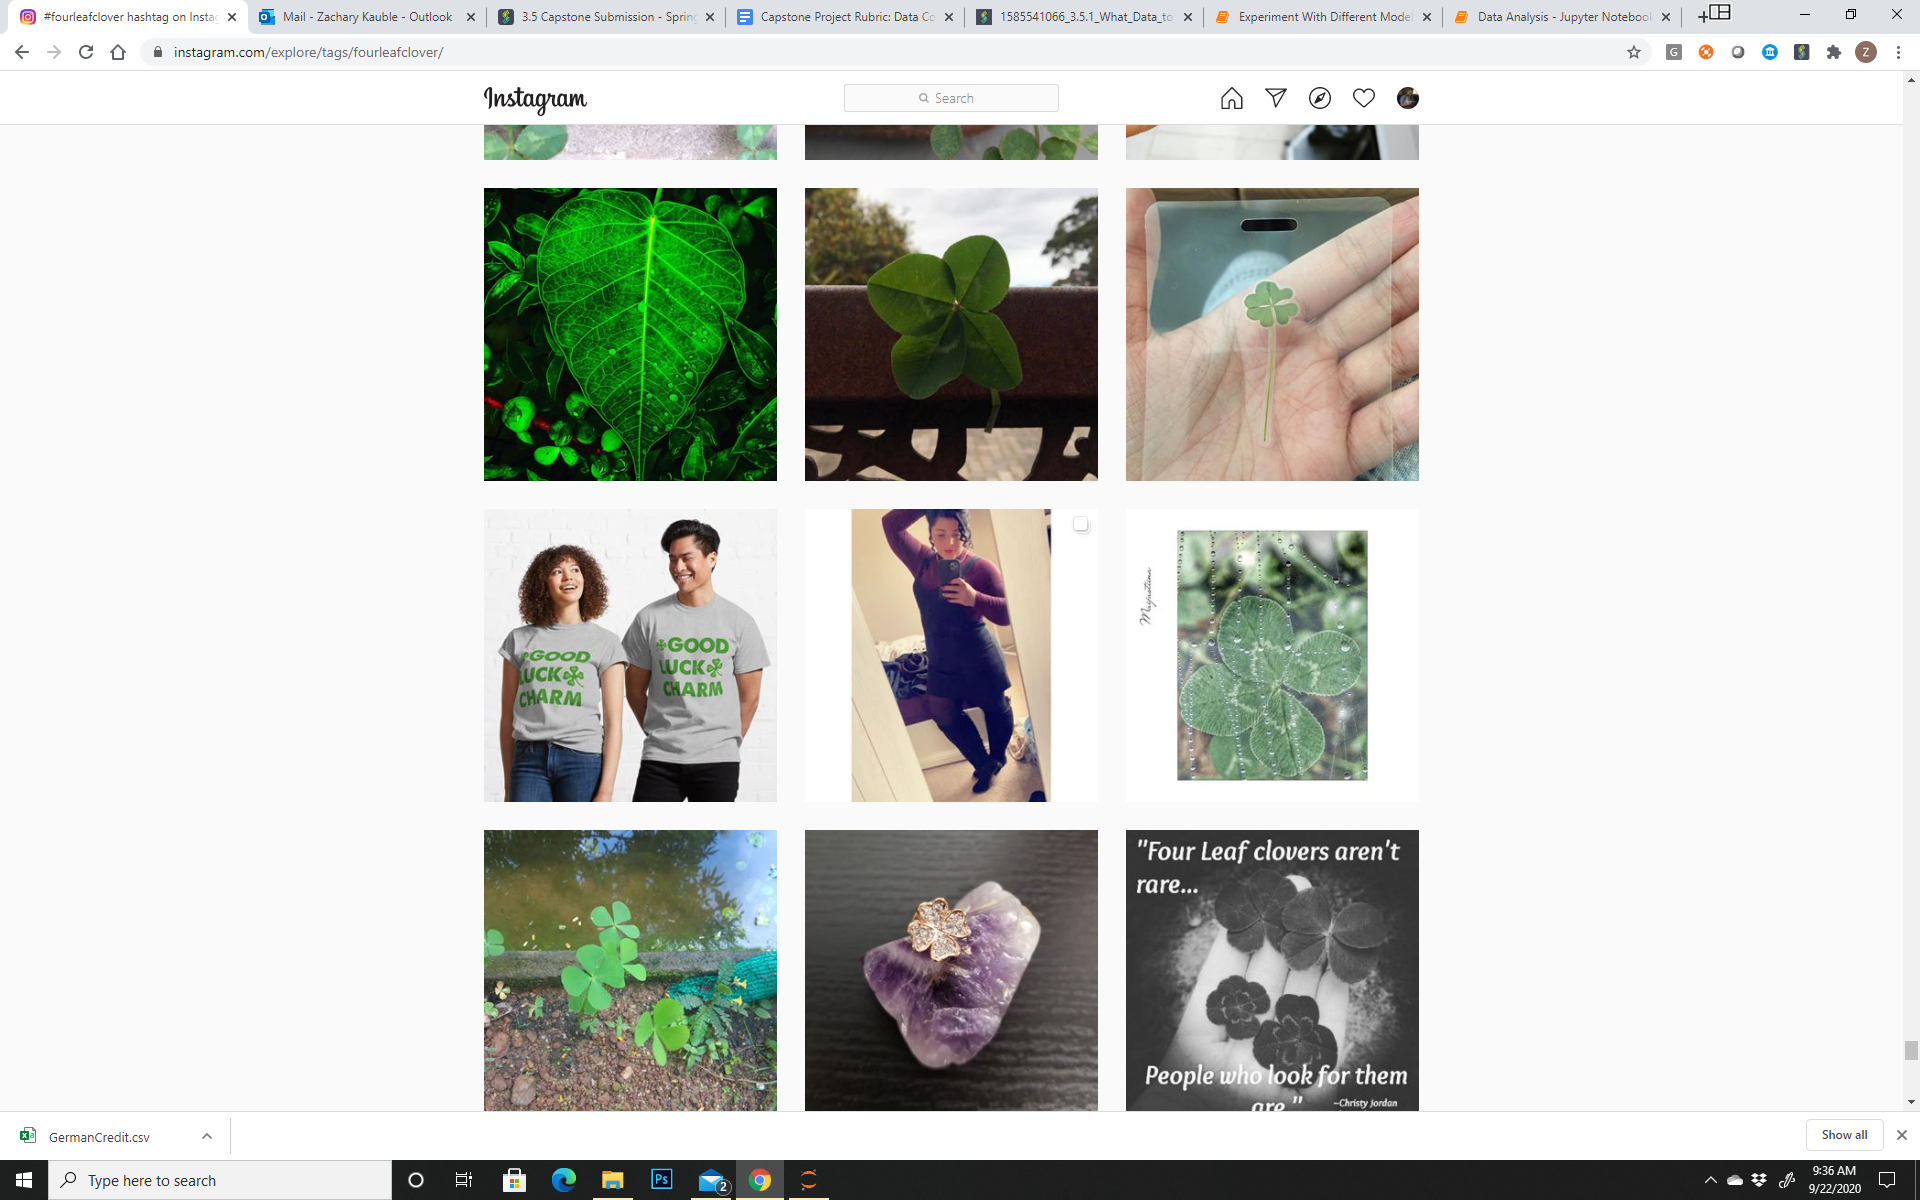 #fourleafclover hashtag on Insta
Mail - Zachary Kauble - Outlook
3.5 Capstone Submission - Spring
Capstone Project Rubric: Data Co
1585541066_3.5.1_What_Data_to
Experiment With Different Model
Data Analysis - Jupyter Notebook
instagram.com/explore/tags/fourleafclover/
G
Z
Instagram
Search
GOOD
LUCK
CHARM
GOOD
LUCK
CHARM
"Four Leaf clovers aren't
rare...
People who look for them
are."
~Christy Jordan
GermanCredit.csv
Show all
Type here to search
Ps
2
9:36 AM
9/22/2020